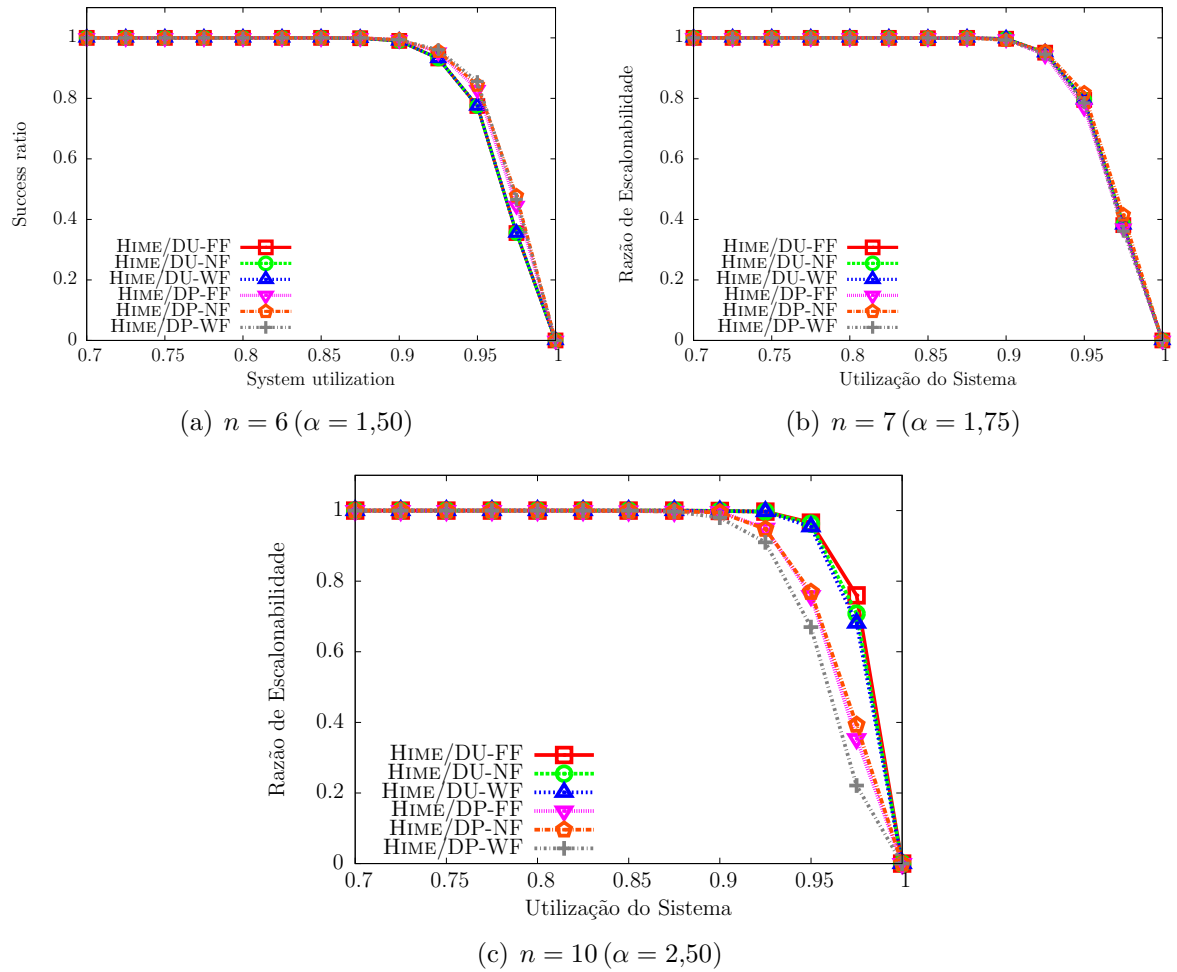 1
0.8
0.6
0.4
0.2
0
Success ratio
HIME/DU-FF
HIME/DU-NF
HIME/DU-WF
HIME/DP-FF
HIME/DP-NF
HIME/DP-WF
0.7 0.75 0.8 0.85 0.9 0.95 1
System utilization
(a) n = 6 (α = 1,50)
1
0.8
0.6
0.4
0.2
0
Razão de Escalonabilidade
HIME/DU-FF
HIME/DU-NF
HIME/DU-WF
HIME/DP-FF
HIME/DP-NF
HIME/DP-WF
0.7 0.75 0.8 0.85 0.9 0.95 1
Utilização do Sistema
(b) n = 7 (α = 1,75)
1
0.8
0.6
0.4
0.2
0
Razão de Escalonabilidade
HIME/DU-FF
HIME/DU-NF
HIME/DU-WF
HIME/DP-FF
HIME/DP-NF
HIME/DP-WF
0.7 0.75 0.8 0.85 0.9 0.95 1
Utilização do Sistema
(c) n = 10 (α = 2,50)